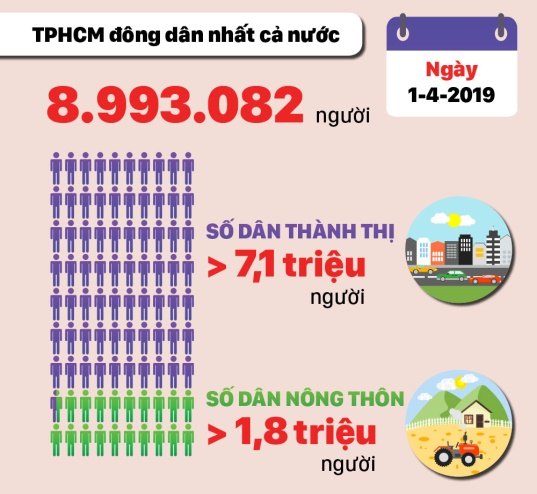 TPHCM đông dân nhất cả nước
Ngày
1-4-2019
8.993.082 người
SỐ DÂN THÀNH THỊ
> 7,1 triệu
người
SỐ DÂN NÔNG THÔN
> 1,8 triệu
người